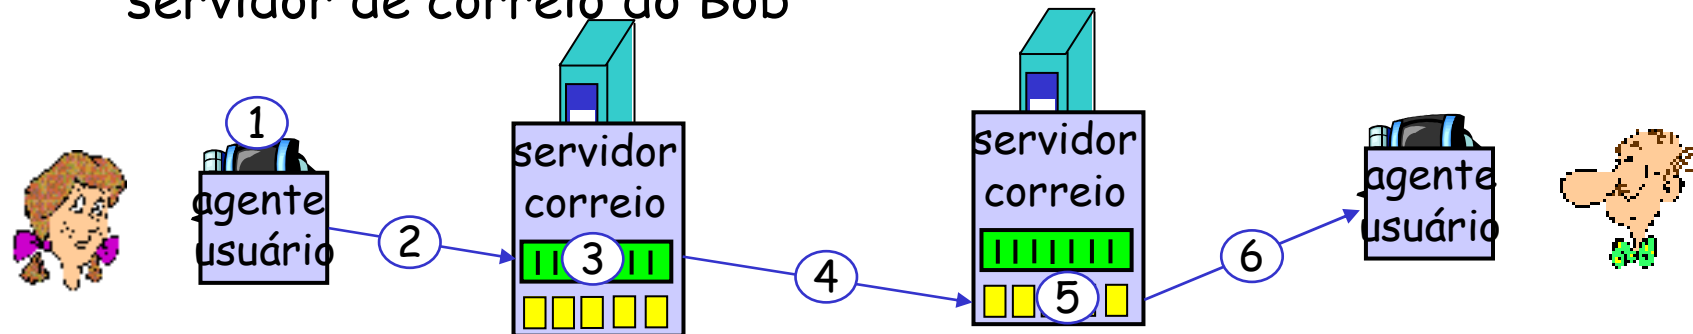 servidor de correio do Bob
1
agente
usuário
2
servidor
correio
3
4
servidor
correio
5
6
agente
usuário